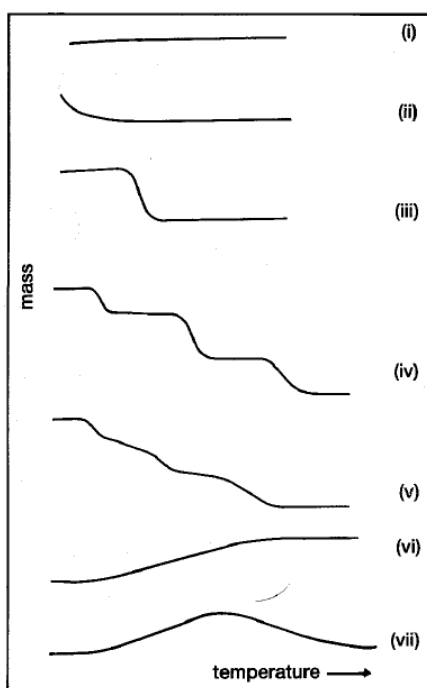 (i)
(ii)
(iii)
mass
(iv)
(v)
(vi)
(vii)
temperature